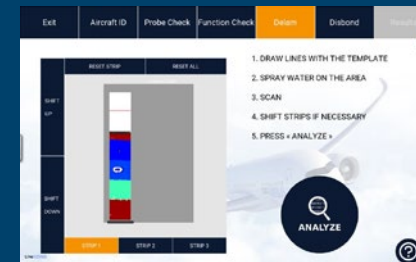 Exit
Aircraft ID
Probe Check
Function Check
Delam
Disbond
RESET STRIP
RESET ALL
SHIFT UP
SHIFT DOWN
STRIP 1
STRIP 2
STRIP 3
1. DRAW LINES WITH THE TEMPLATE
2. SPRAY WATER ON THE AREA
3. SCAN
4. SHIFT STRIPS IF NECESSARY
5. PRESS « ANALYZE »
ANALYZE
?